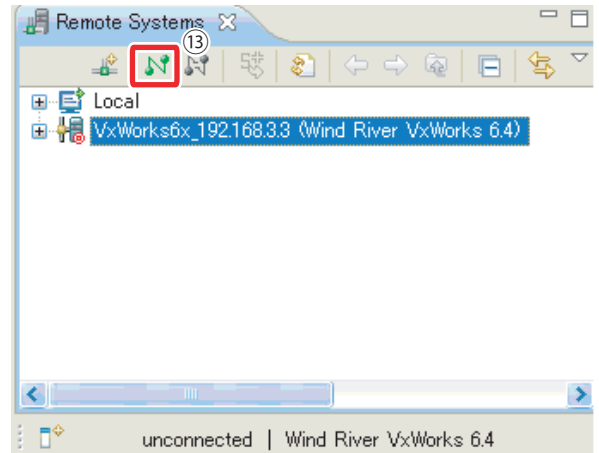 Remote Systems
⑬
Local
VxWorks6x_192.168.3.3 (Wind River VxWorks 6.4)
unconnected | Wind River VxWorks 6.4